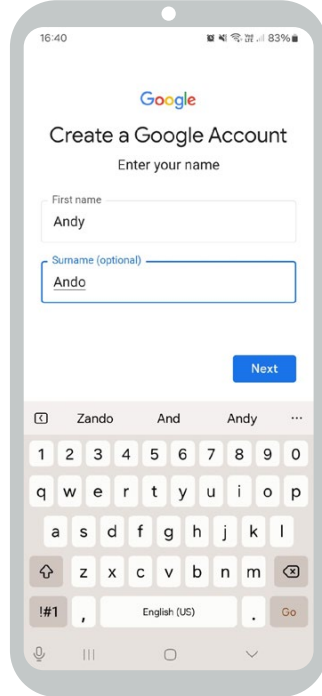 16:40 83%
Google
Create a Google Account
Enter your name
First name
Andy
Surname (optional)
Ando
Next
Zando And Andy ...
1 2 3 4 5 6 7 8 9 0
q w e r t y u i o p
a s d f g h j k l
z x c v b n m
!#1 , English (US) . Go